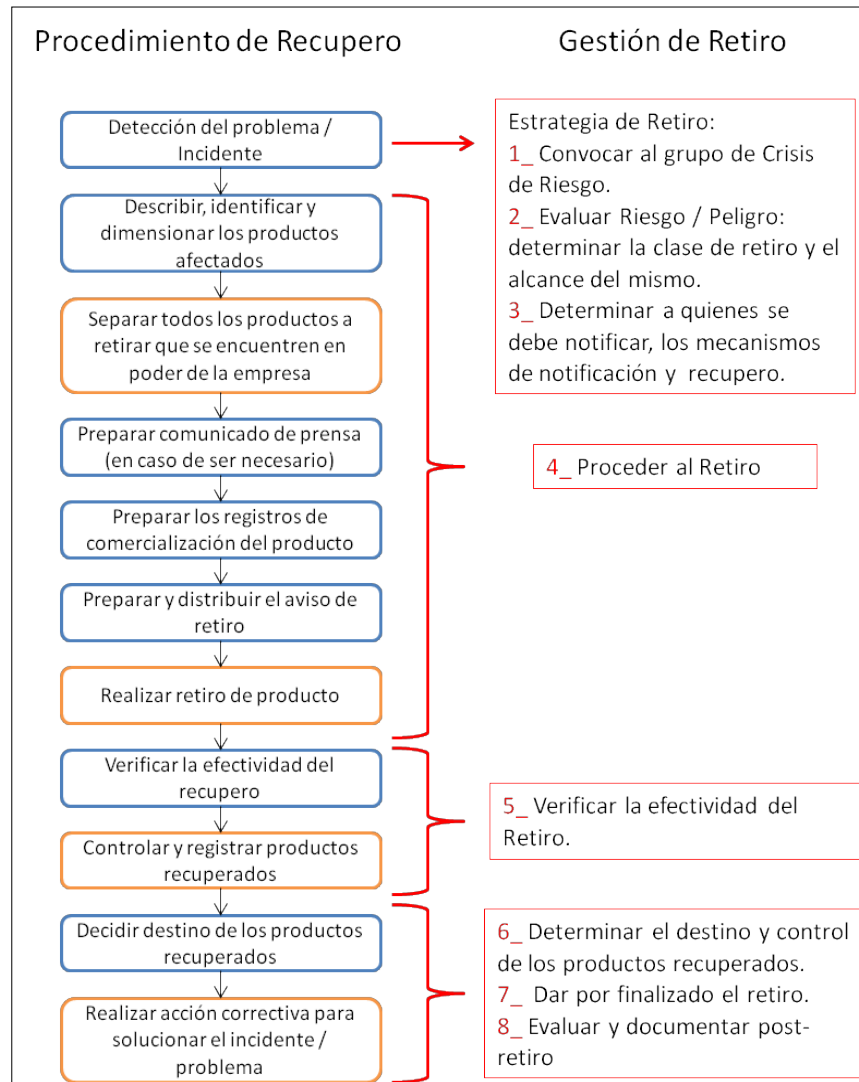 Procedimiento de Recupero
Gestión de Retiro
Detección del problema /
Incidente
Describir, identificar y
dimensionar los productos
afectados
Separar todos los productos a
retirar que se encuentren en
poder de la empresa
Preparar comunicado de prensa
(en caso de ser necesario)
Preparar los registros de
comercialización del producto
Preparar y distribuir el aviso de
retiro
Realizar retiro de producto
Verificar la efectividad del
recupero
Controlar y registrar productos
recuperados
Decidir destino de los productos
recuperados
Realizar acción correctiva para
solucionar el incidente /
problema
Estrategia de Retiro:
1_ Convocar al grupo de Crisis
de Riesgo.
2_ Evaluar Riesgo / Peligro:
determinar la clase de retiro y el
alcance del mismo.
3_ Determinar a quienes se
debe notificar, los mecanismos
de notificación y recupero.
4_ Proceder al Retiro
5_ Verificar la efectividad del
Retiro.
6_ Determinar el destino y control
de los productos recuperados.
7_ Dar por finalizado el retiro.
8_ Evaluar y documentar post-
retiro